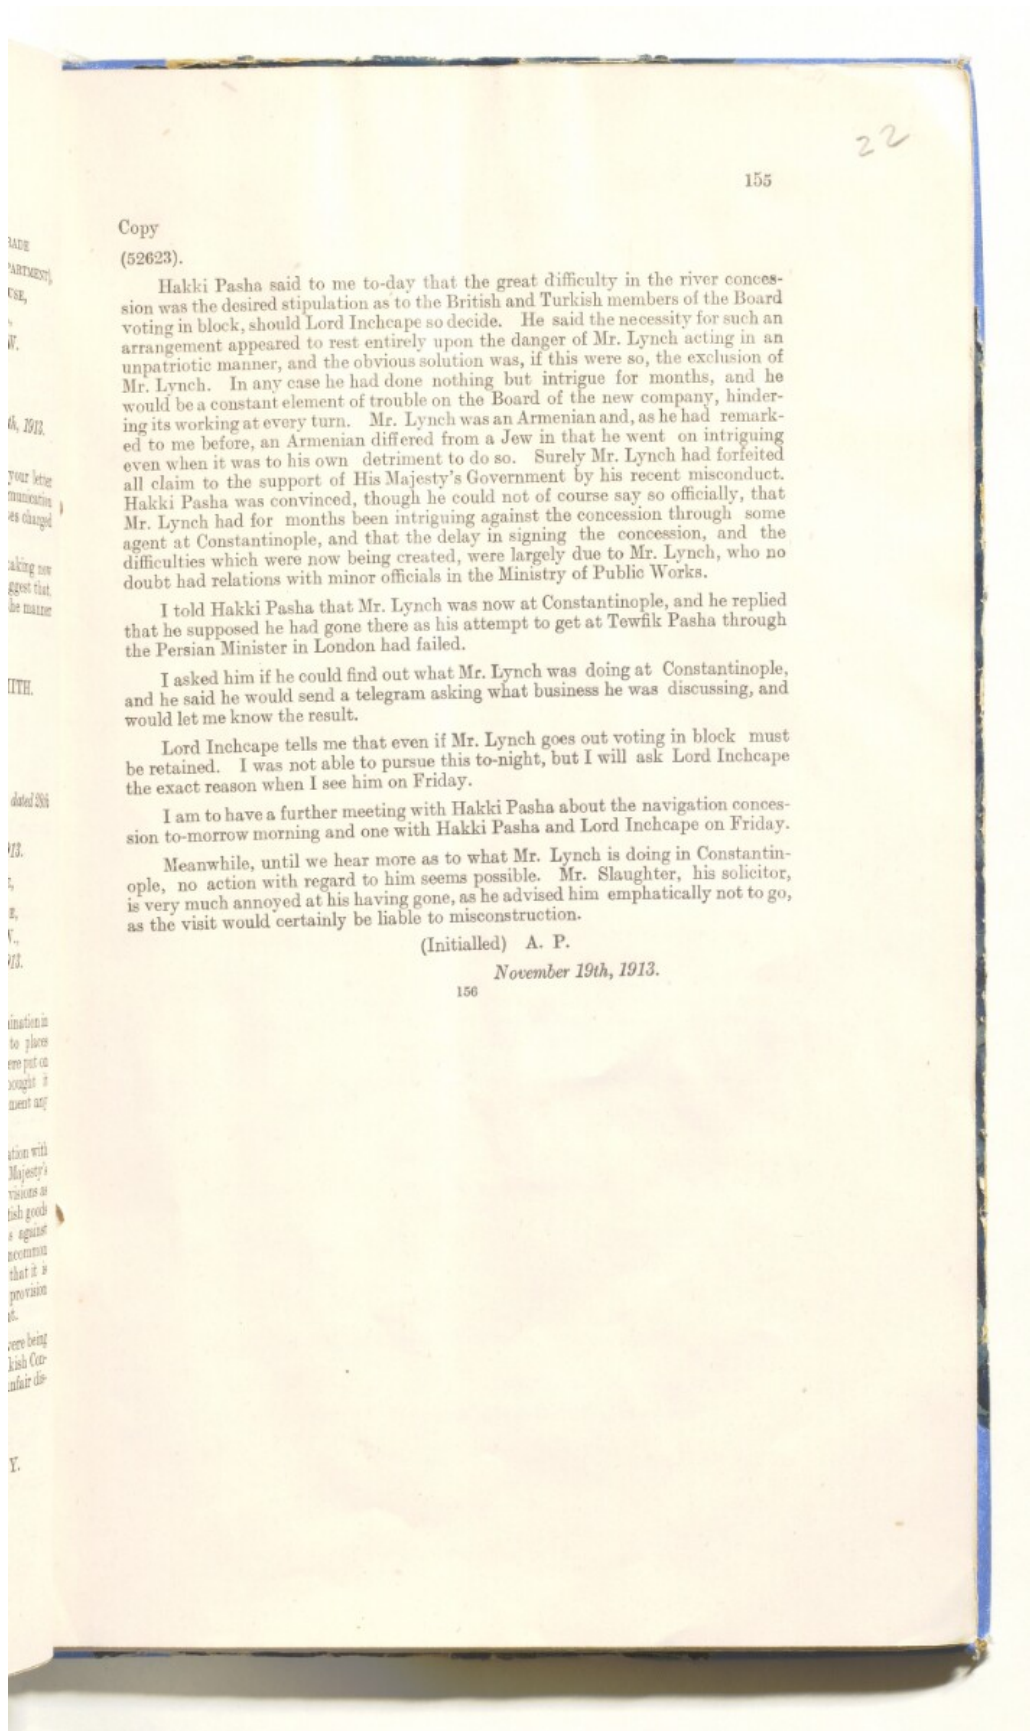 22
155
Copy
(52623).
Hakki Pasha said to me to-day that the great difficulty in the river conces-
sion was the desired stipulation as to the British and Turkish members of the Board
voting in block, should Lord Inchcape so decide. He said the necessity for such an
arrangement appeared to rest entirely upon the danger of Mr. Lynch acting in an
unpatriotic manner, and the obvious solution was, if this were so, the exclusion of
Mr. Lynch. In any case he had done nothing but intrigue for months, and he
would be a constant element of trouble on the Board of the new company, hinder-
ing its working at every turn. Mr. Lynch was an Armenian and, as he had remark-
ed to me before, an Armenian differed from a Jew in that he went on intriguing
even when it was to his own detriment to do so. Surely Mr. Lynch had forfeited
all claim to the support of His Majesty's Government by his recent misconduct.
Hakki Pasha was convinced, though he could not of course say so officially, that
Mr. Lynch had for months been intriguing against the concession through some
agent at Constantinople, and that the delay in signing the concession, and the
difficulties which were now being created, were largely due to Mr. Lynch, who no
doubt had relations with minor officials in the Ministry of Public Works.
I told Hakki Pasha that Mr. Lynch was now at Constantinople, and he replied
that he supposed he had gone there as his attempt to get at Tewfik Pasha through
the Persian Minister in London had failed.
I asked him if he could find out what Mr. Lynch was doing at Constantinople,
and he said he would send a telegram asking what business he was discussing, and
would let me know the result.
Lord Inchcape tells me that even if Mr. Lynch goes out voting in block must
be retained. I was not able to pursue this to-night, but I will ask Lord Inchcape
the exact reason when I see him on Friday.
I am to have a further meeting with Hakki Pasha about the navigation conces-
sion to-morrow morning and one with Hakki Pasha and Lord Inchcape on Friday.
Meanwhile, until we hear more as to what Mr. Lynch is doing in Constantin-
ople, no action with regard to him seems possible. Mr. Slaughter, his solicitor,
is very much annoyed at his having gone, as he advised him emphatically not to go,
as the visit would certainly be liable to misconstruction.
(Initialled) A. P.
November 19th, 1913.
156